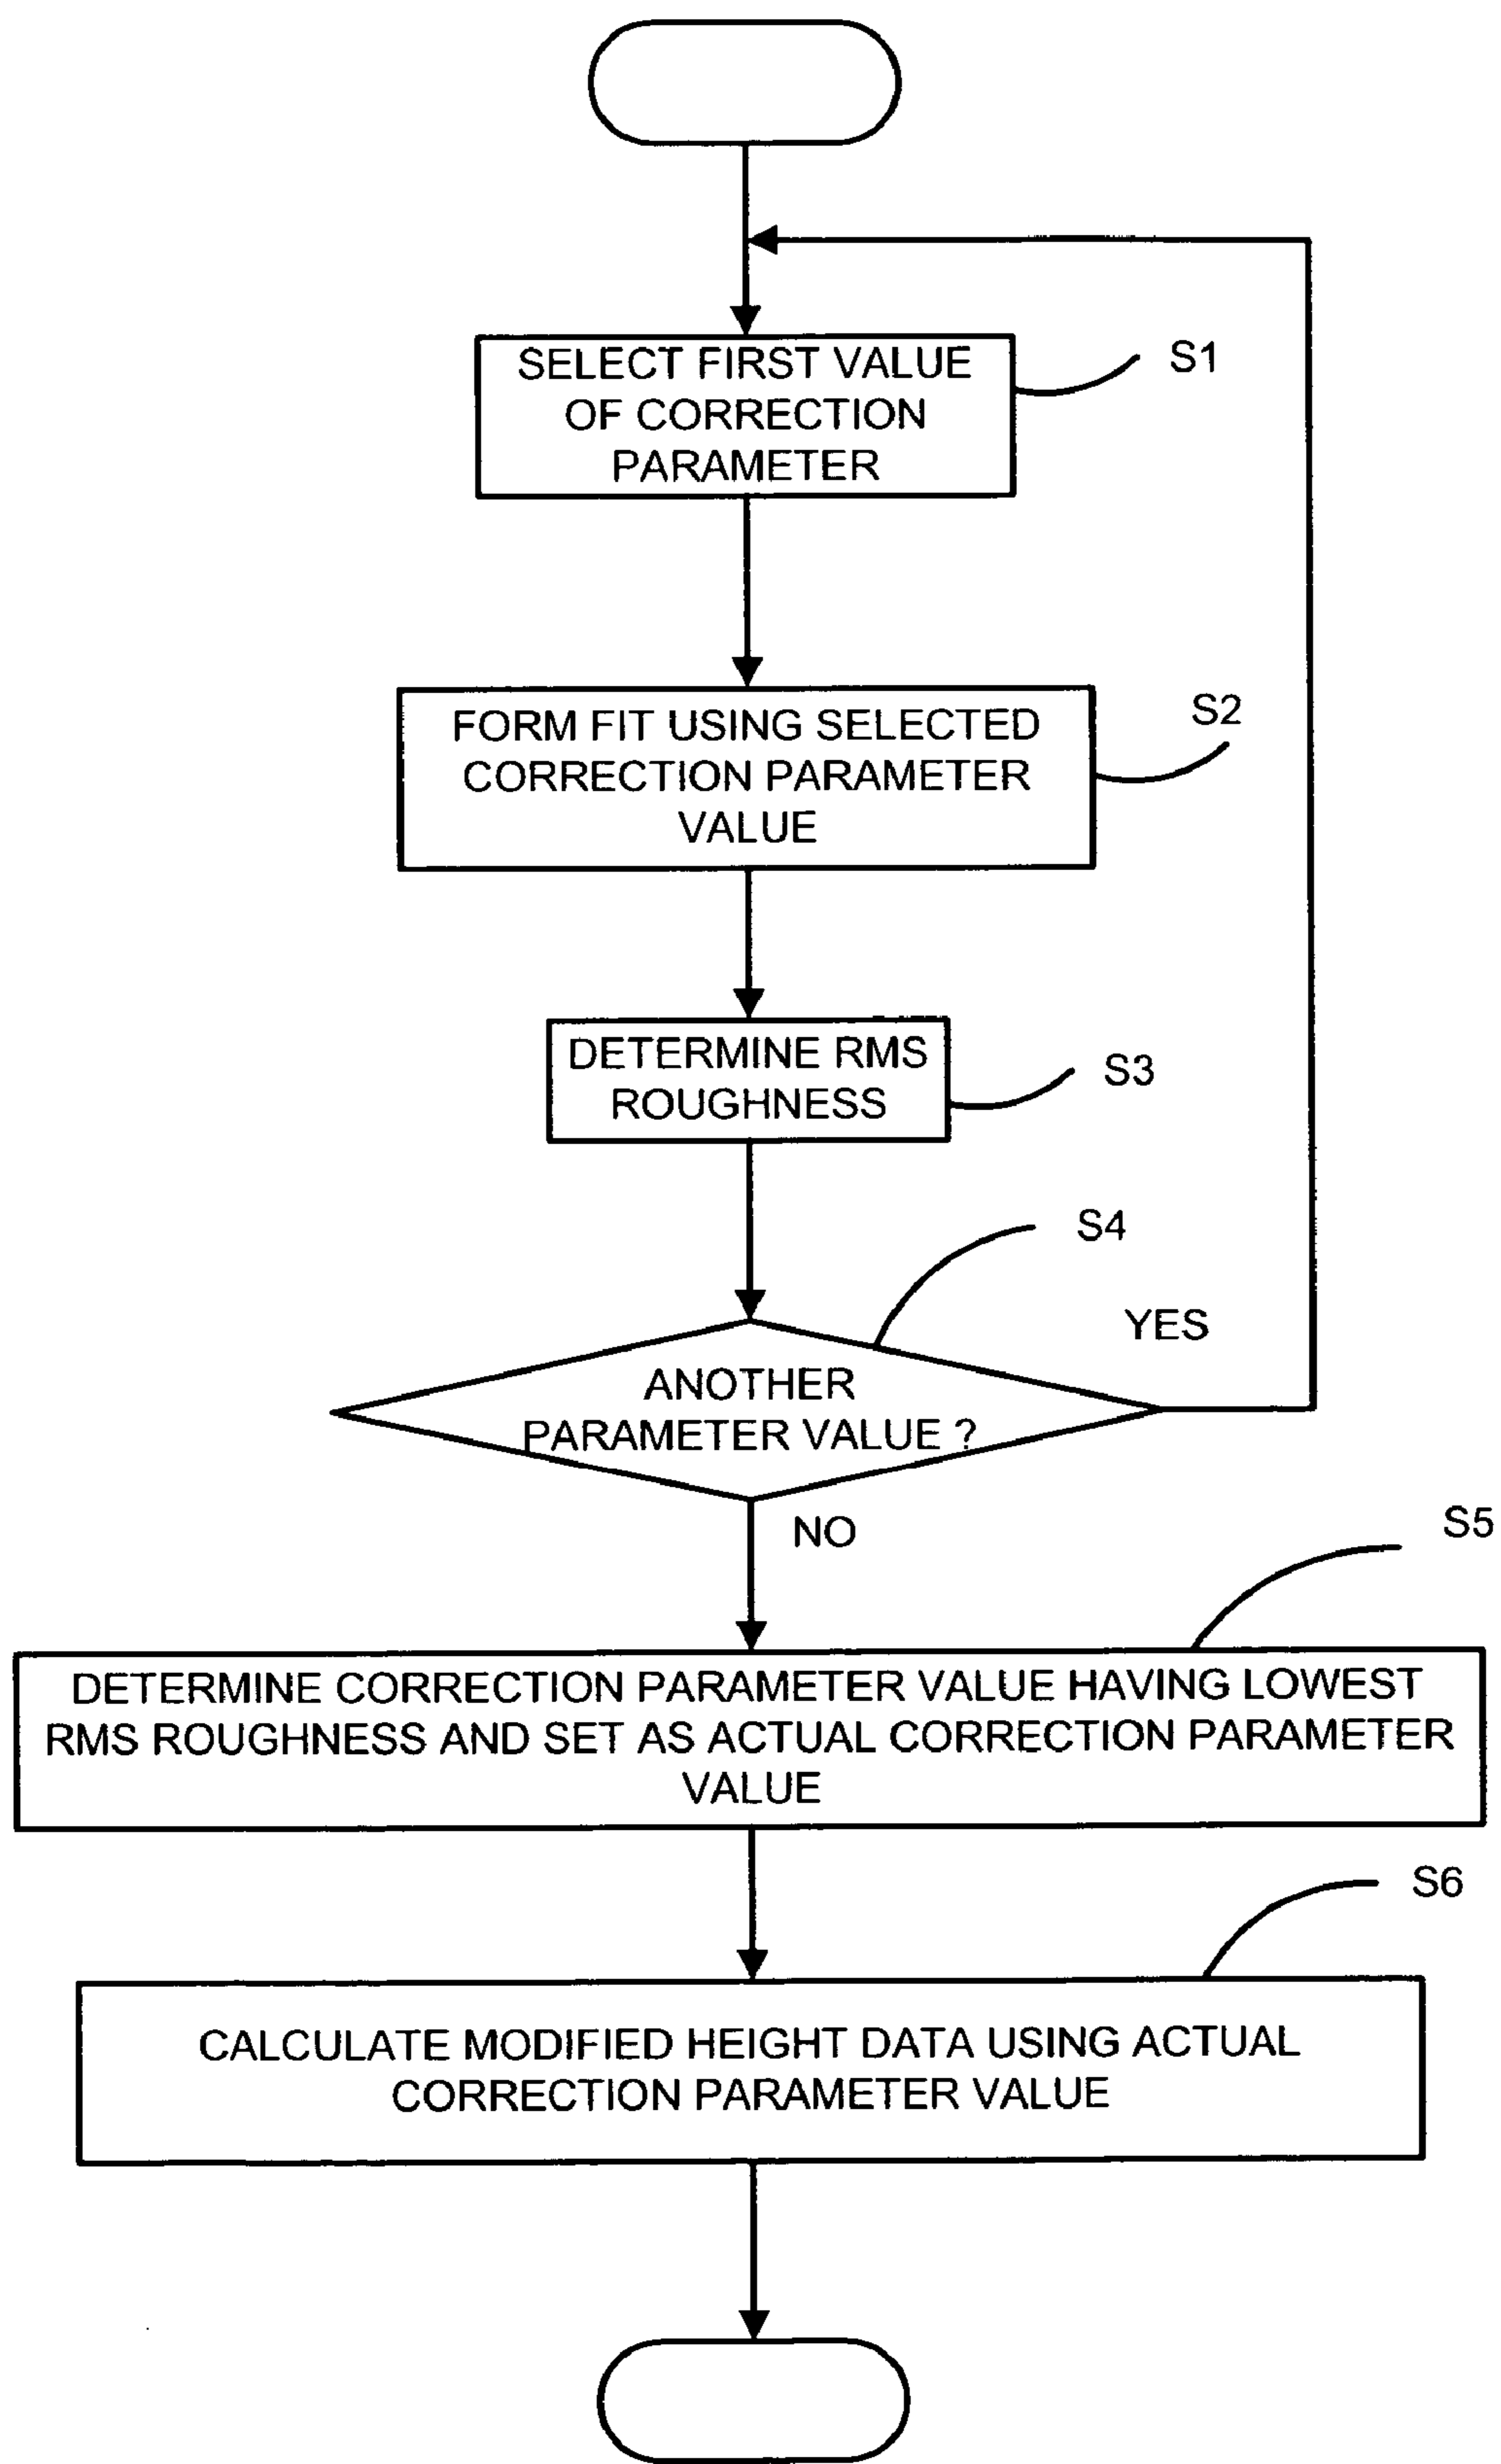 SELECT FIRST VALUE
OF CORRECTION
PARAMETER
S1
FORM FIT USING SELECTED
CORRECTION PARAMETER
VALUE
S2
DETERMINE RMS
ROUGHNESS
S3
S4
YES
ANOTHER
PARAMETER VALUE ?
NO
S5
DETERMINE CORRECTION PARAMETER VALUE HAVING LOWEST
RMS ROUGHNESS AND SET AS ACTUAL CORRECTION PARAMETER
VALUE
S6
CALCULATE MODIFIED HEIGHT DATA USING ACTUAL
CORRECTION PARAMETER VALUE